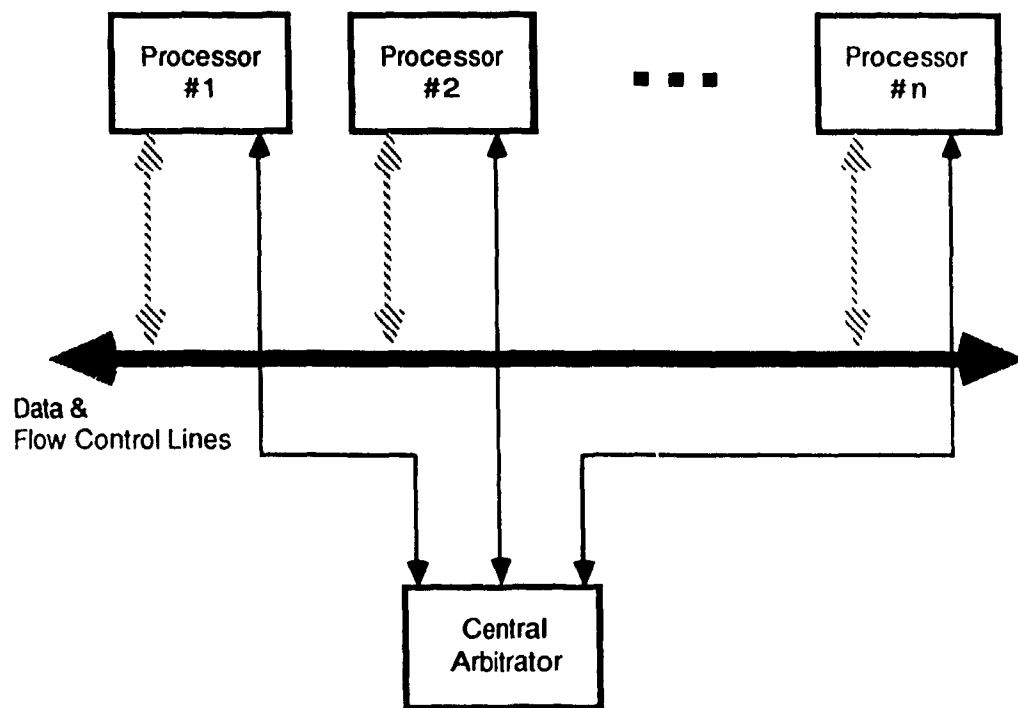 Processor
#1
Processor
#2
Processor
#n
Data &
Flow Control Lines
Central
Arbitrator